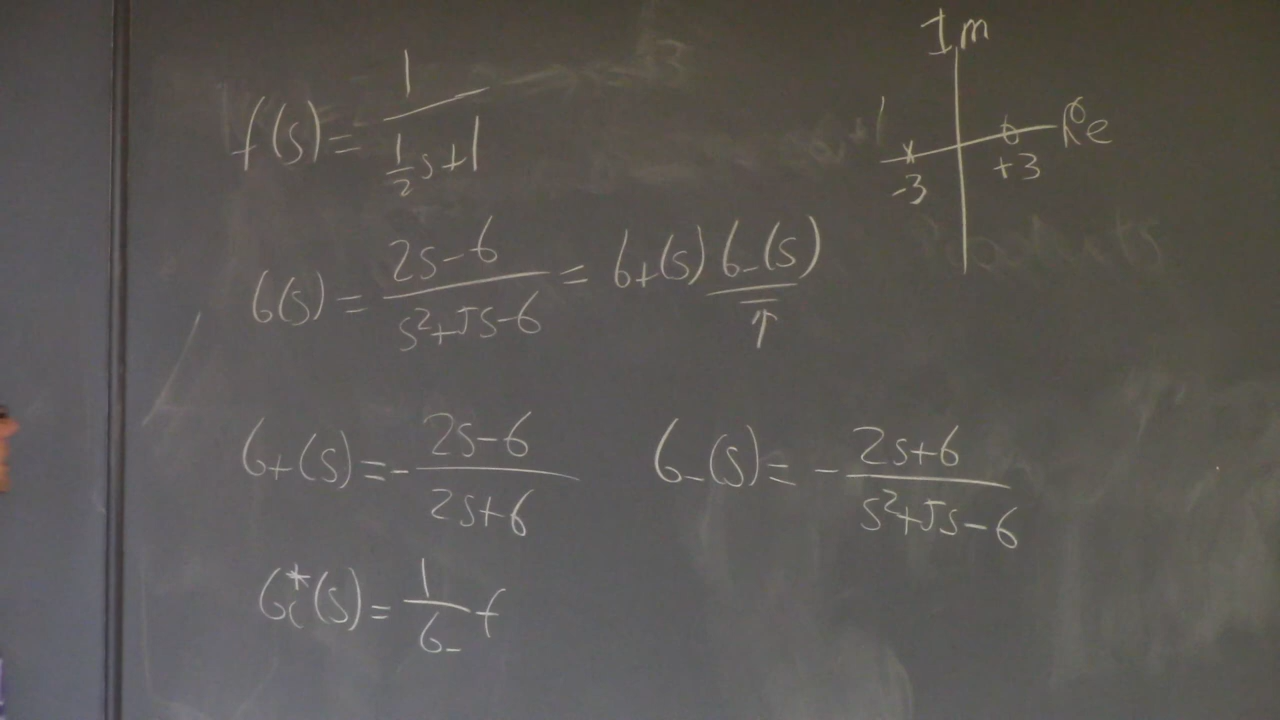 f(s) = 1 / (1/2 s + 1)
Im
Re
-3
+3
G(s) = (2s - 6) / (s² + 5s - 6) = G+(s) G-(s)
G+(s) = - (2s - 6) / (2s + 6)
G-(s) = - (2s + 6) / (s² + 5s - 6)
Gc*(s) = 1 / G- f